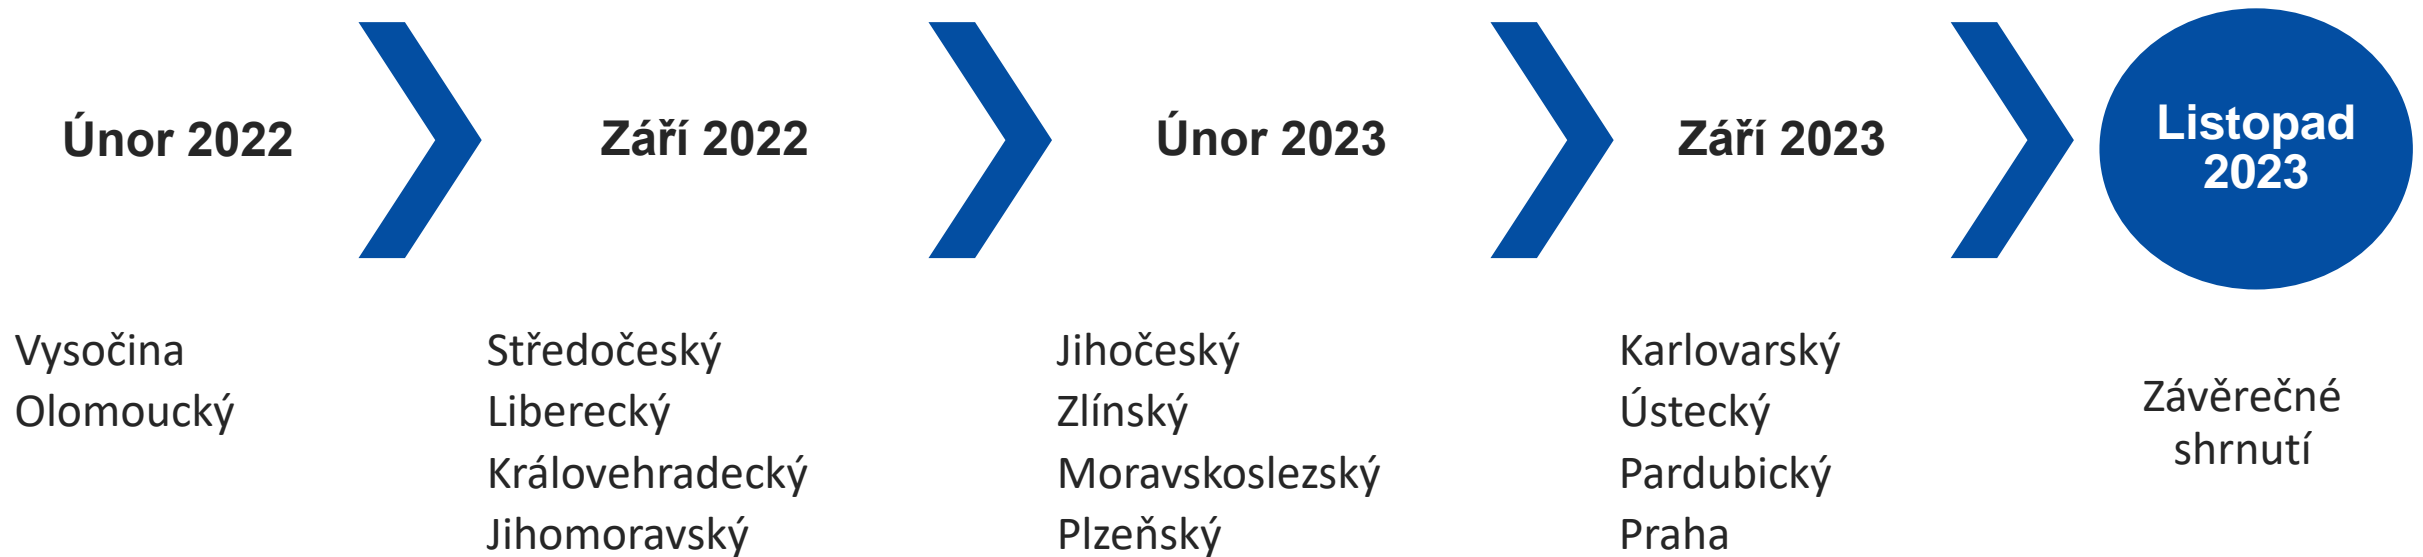 Únor 2022
Září 2022
Únor 2023
Září 2023
Listopad
2023
Vysočina
Olomoucký
Středočeský
Liberecký
Královehradecký
Jihomoravský
Jihočeský
Zlínský
Moravskoslezský
Plzeňský
Karlovarský
Ústecký
Pardubický
Praha
Závěrečné
shrnutí